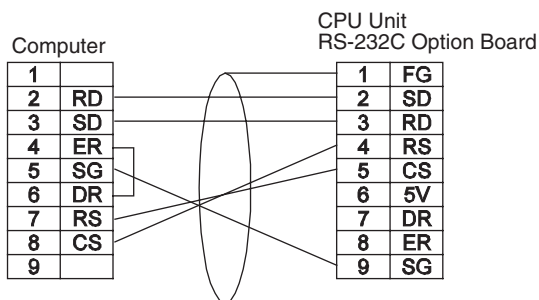 Computer
1
2 RD
3 SD
4 ER
5 SG
6 DR
7 RS
8 CS
9
CPU Unit
RS-232C Option Board
1 FG
2 SD
3 RD
4 RS
5 CS
6 5V
7 DR
8 ER
9 SG